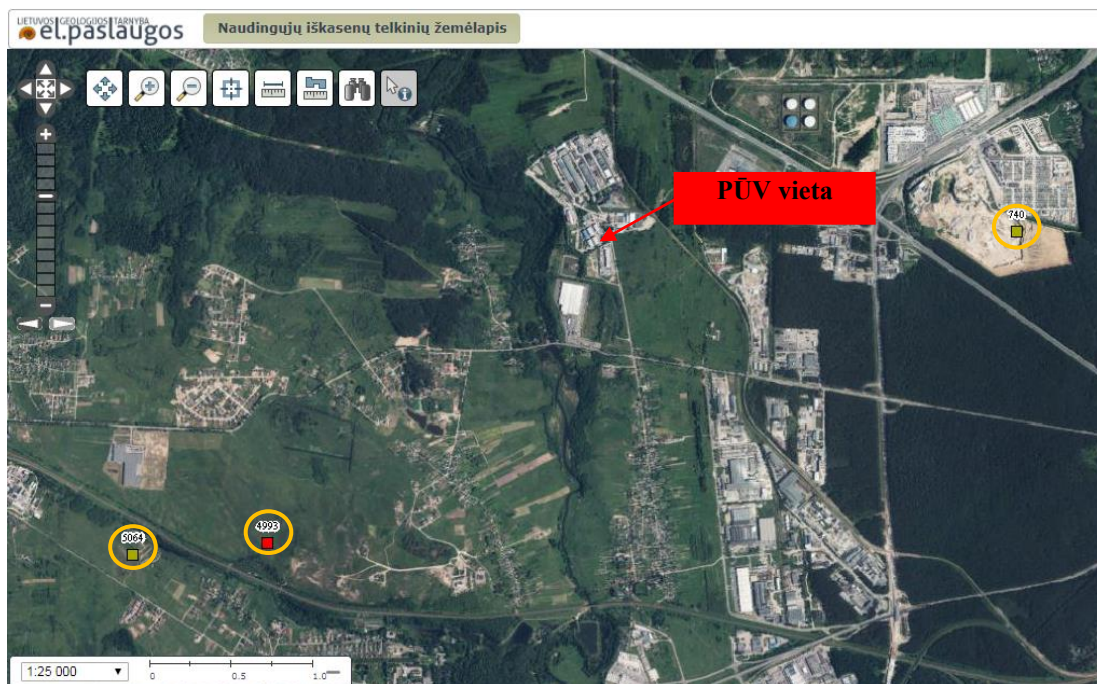 LIETUVOS GEOLOGIJOS TARNYBA
el.paslaugos
Naudingųjų iškasenų telkinių žemėlapis
PŪV vieta
740
4993
5064
1:25 000
0 0.5 1.0